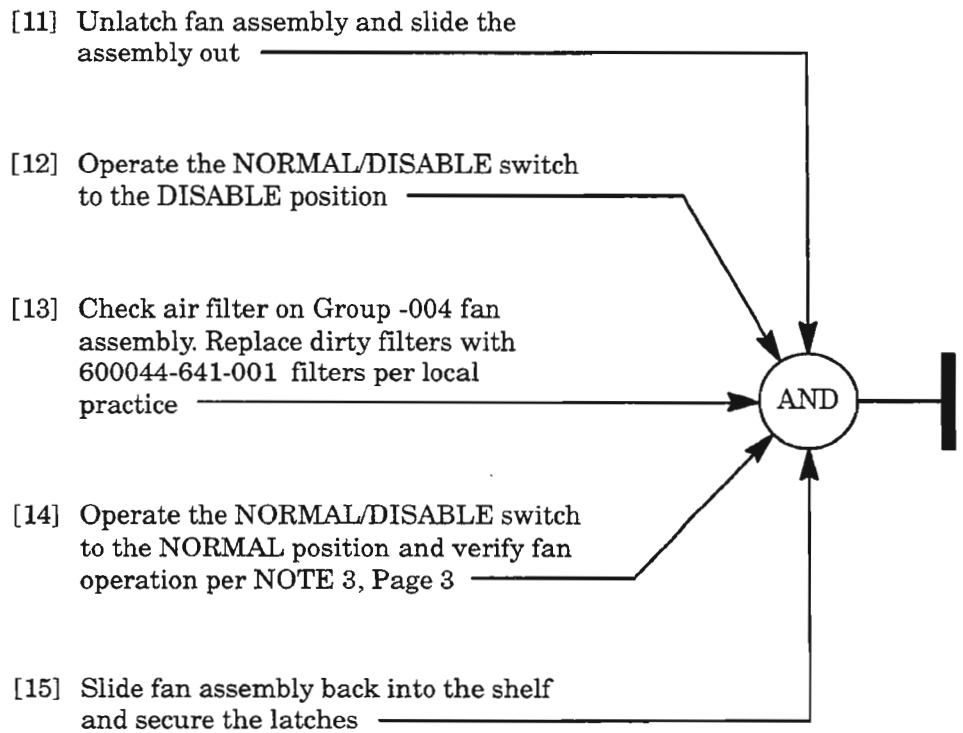 [11] Unlatch fan assembly and slide the
assembly out
[12] Operate the NORMAL/DISABLE switch
to the DISABLE position
[13] Check air filter on Group -004 fan
assembly. Replace dirty filters with
600044-641-001 filters per local
practice
AND
[14] Operate the NORMAL/DISABLE switch
to the NORMAL position and verify fan
operation per NOTE 3, Page 3
[15] Slide fan assembly back into the shelf
and secure the latches